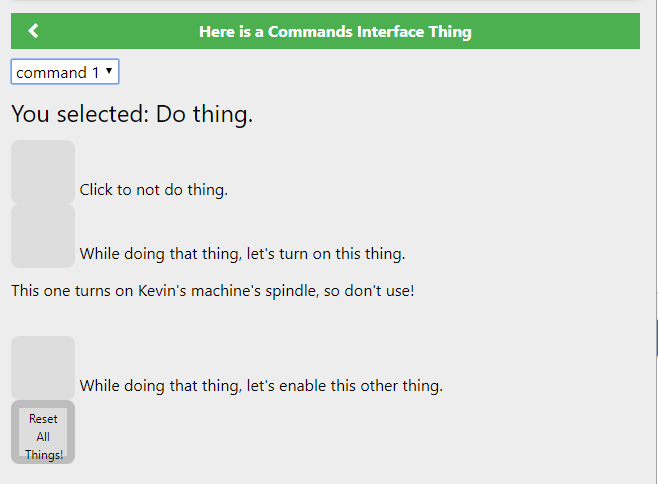 Here is a Commands Interface Thing
command 1
You selected: Do thing.
Click to not do thing.
While doing that thing, let's turn on this thing.
This one turns on Kevin's machine's spindle, so don't use!
While doing that thing, let's enable this other thing.
Reset
All
Things!